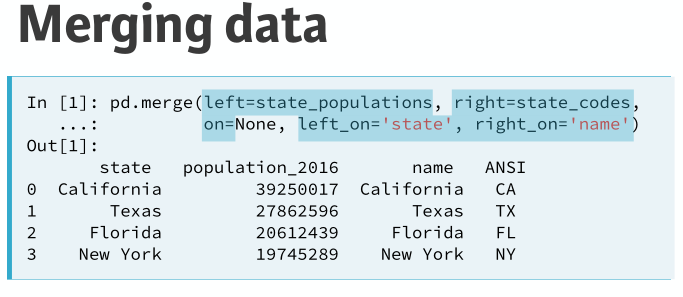 Merging data
In [1]: pd.merge(left=state_populations, right=state_codes,
...: on=None, left_on='state', right_on='name')
Out[1]:
state population_2016 name ANSI
0 California 39250017 California CA
1 Texas 27862596 Texas TX
2 Florida 20612439 Florida FL
3 New York 19745289 New York NY